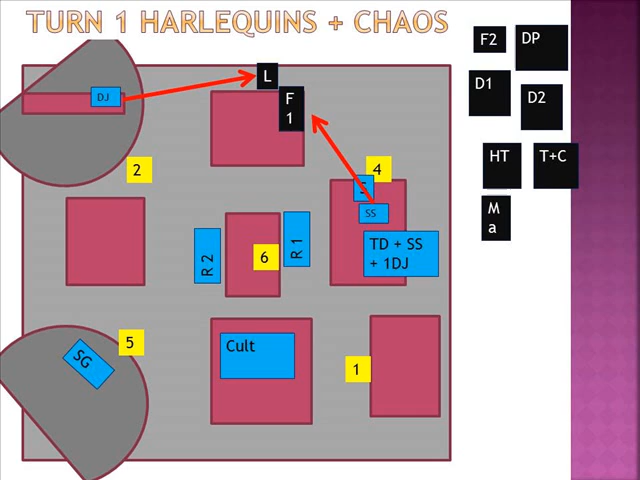 TURN 1 HARLEQUINS + CHAOS
DJ
L
F
1
F2
DP
D1
D2
HT
T+C
M
a
2
4
SS
R 2
6
R 1
TD + SS
+ 1DJ
5
SG
Cult
1